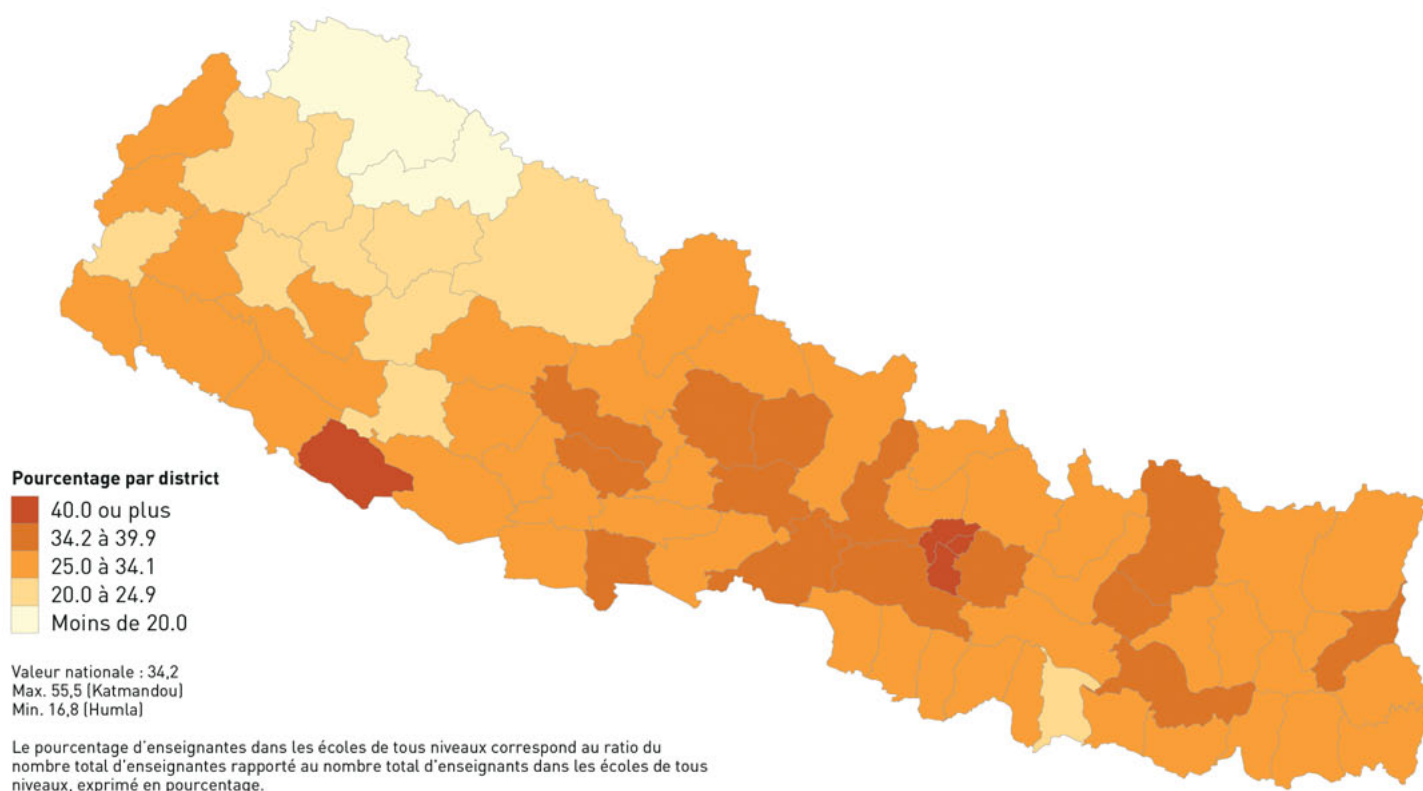 Pourcentage par district
40.0 ou plus
34.2 à 39.9
25.0 à 34.1
20.0 à 24.9
Moins de 20.0
Valeur nationale : 34,2
Max. 55,5 (Katmandou)
Min. 16,8 (Humla)
Le pourcentage d'enseignantes dans les écoles de tous niveaux correspond au ratio du
nombre total d'enseignantes rapporté au nombre total d'enseignants dans les écoles de tous
niveaux, exprimé en pourcentage.